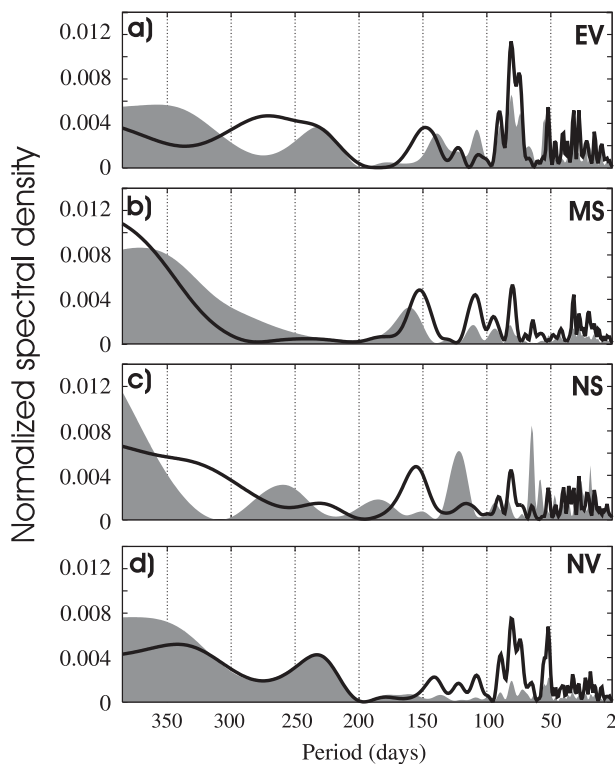 Normalized spectral density
0.012
0.008
0.004
0
a)
EV
0.012
0.008
0.004
0
b)
MS
0.012
0.008
0.004
0
c)
NS
0.012
0.008
0.004
0
d)
NV
350 300 250 200 150 100 50 2
Period (days)